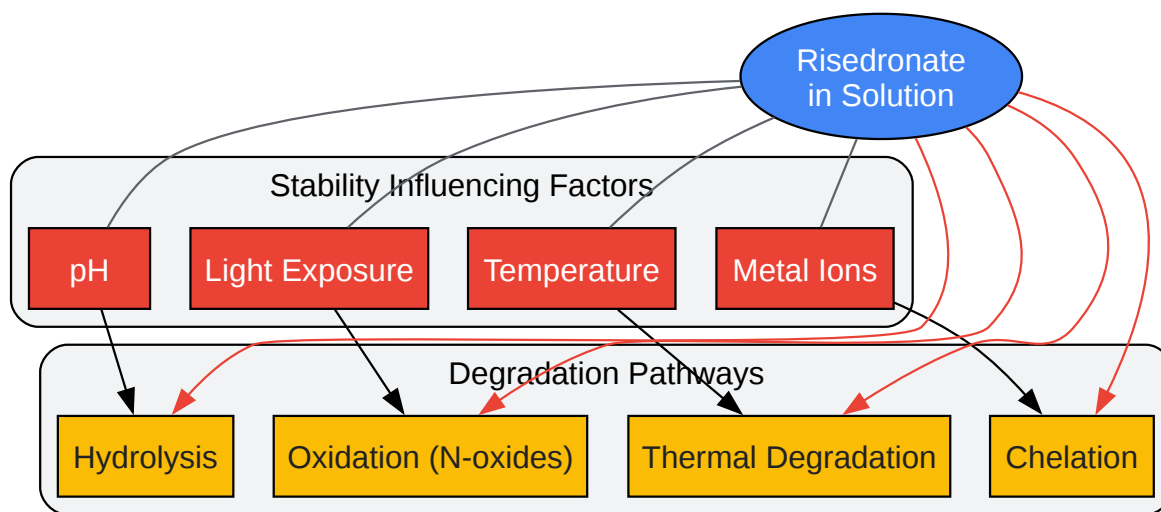 Risedronate
in Solution
Stability Influencing Factors
pH
Light Exposure
Temperature
Metal Ions
Degradation Pathways
Hydrolysis
Oxidation (N-oxides)
Thermal Degradation
Chelation